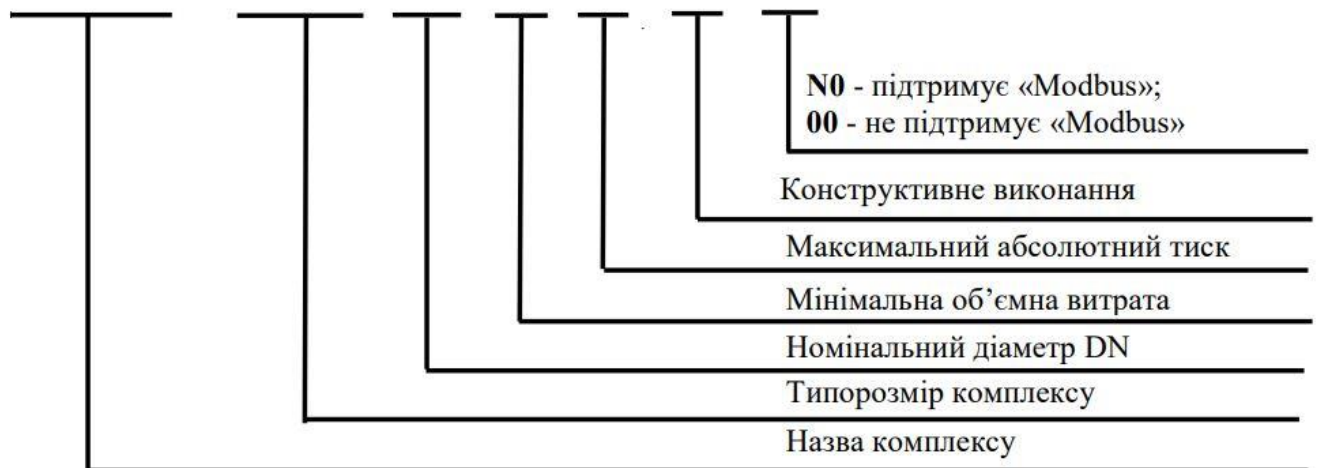 N0 - підтримує «Modbus»;
00 - не підтримує «Modbus»
Конструктивне виконання
Максимальний абсолютний тиск
Мінімальна об’ємна витрата
Номінальний діаметр DN
Типорозмір комплексу
Назва комплексу